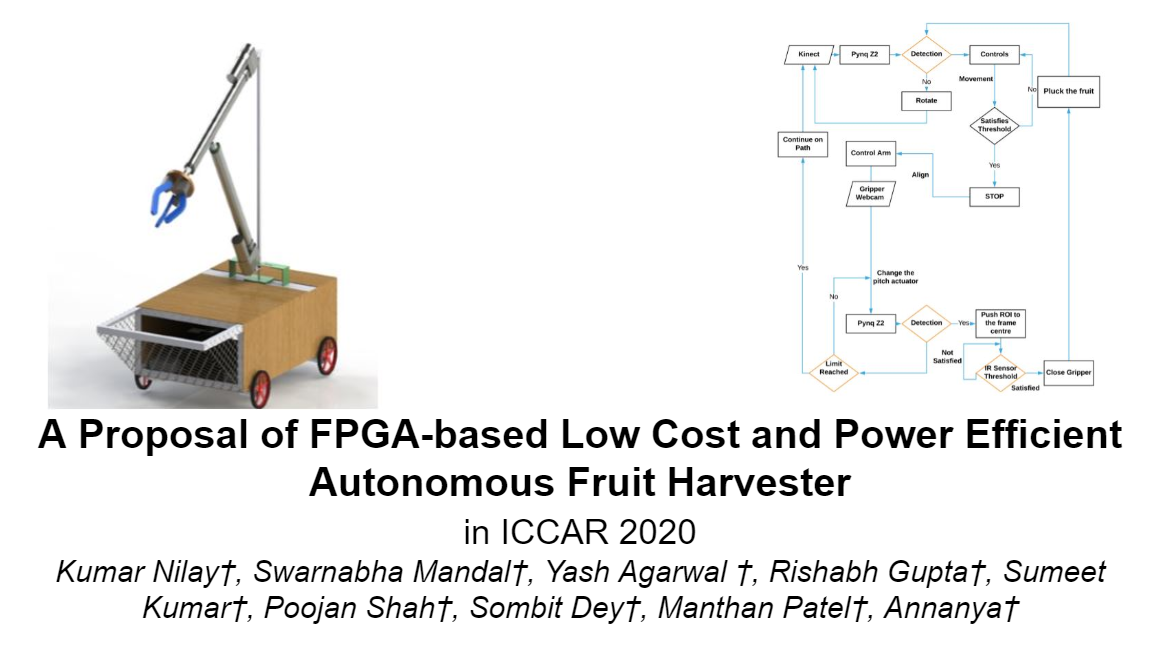 Kinect
Pynq Z2
Detection
Controls
No
Movement
Rotate
No
Pluck the fruit
Satisfies
Threshold
Continue on
Path
Control Arm
Yes
Align
Gripper
Webcam
STOP
Yes
Change the
pitch actuator
No
Pynq Z2
Detection
Yes
Push ROI to
the frame
centre
Not
Satisfied
Limit
Reached
IR Sensor
Threshold
Satisfied
Close Gripper
A Proposal of FPGA-based Low Cost and Power Efficient
Autonomous Fruit Harvester
in ICCAR 2020
Kumar Nilay†, Swarnabha Mandal†, Yash Agarwal †, Rishabh Gupta†, Sumeet
Kumar†, Poojan Shah†, Sombit Dey†, Manthan Patel†, Annanya†